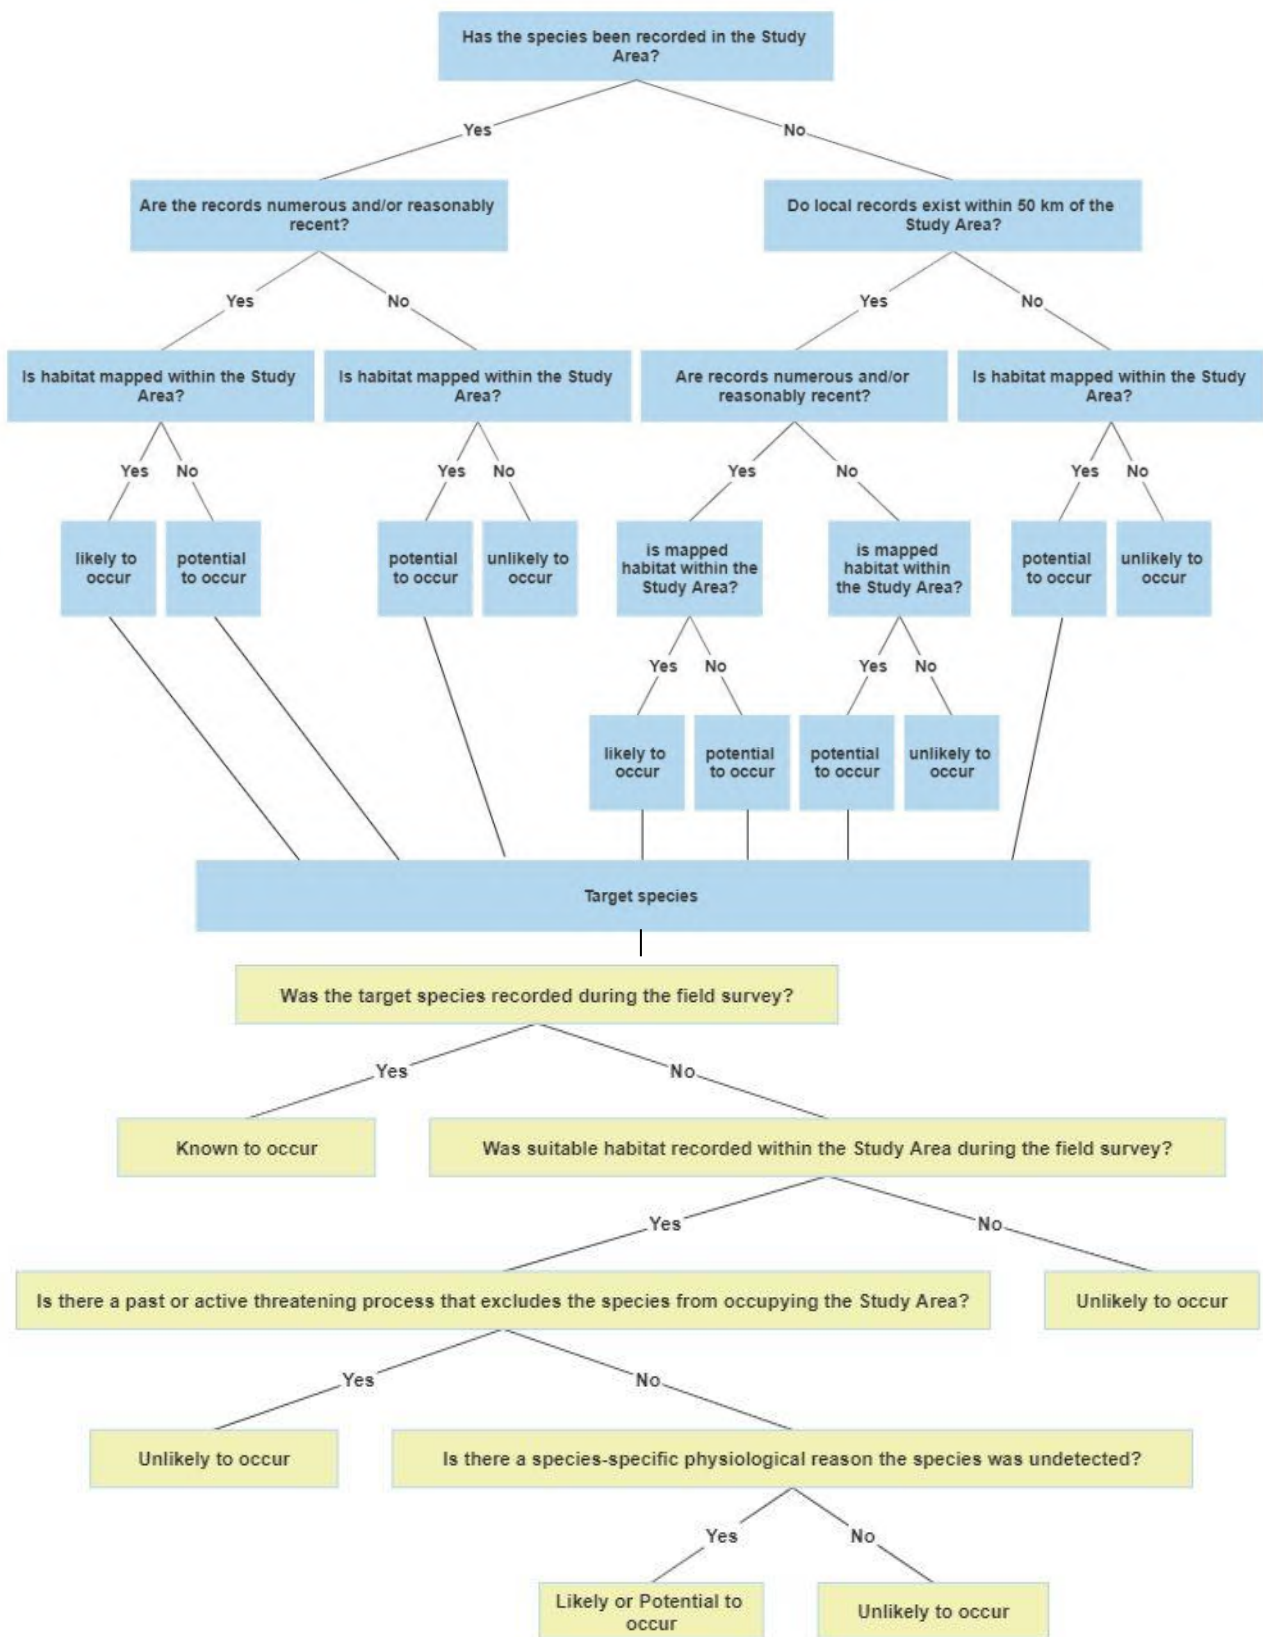 Has the species been recorded in the Study
Area?
Yes
No
Are the records numerous and/or reasonably
recent?
Do local records exist within 50 km of the
Study Area?
Yes
No
Yes
No
Is habitat mapped within the Study
Area?
Is habitat mapped within the Study
Area?
Are records numerous and/or
reasonably recent?
Is habitat mapped within the Study
Area?
Yes
No
Yes
No
Yes
No
Yes
No
likely to
occur
potential
to occur
potential
to occur
unlikely to
occur
is mapped
habitat within the
Study Area?
is mapped
habitat within
the Study Area?
potential
to occur
unlikely to
occur
Yes
No
Yes
No
likely to
occur
potential
to occur
potential
to occur
unlikely to
occur
Target species
Was the target species recorded during the field survey?
Yes
No
Known to occur
Was suitable habitat recorded within the Study Area during the field survey?
Yes
No
Is there a past or active threatening process that excludes the species from occupying the Study Area?
Unlikely to occur
Yes
No
Unlikely to occur
Is there a species-specific physiological reason the species was undetected?
Yes
No
Likely or Potential to
occur
Unlikely to occur